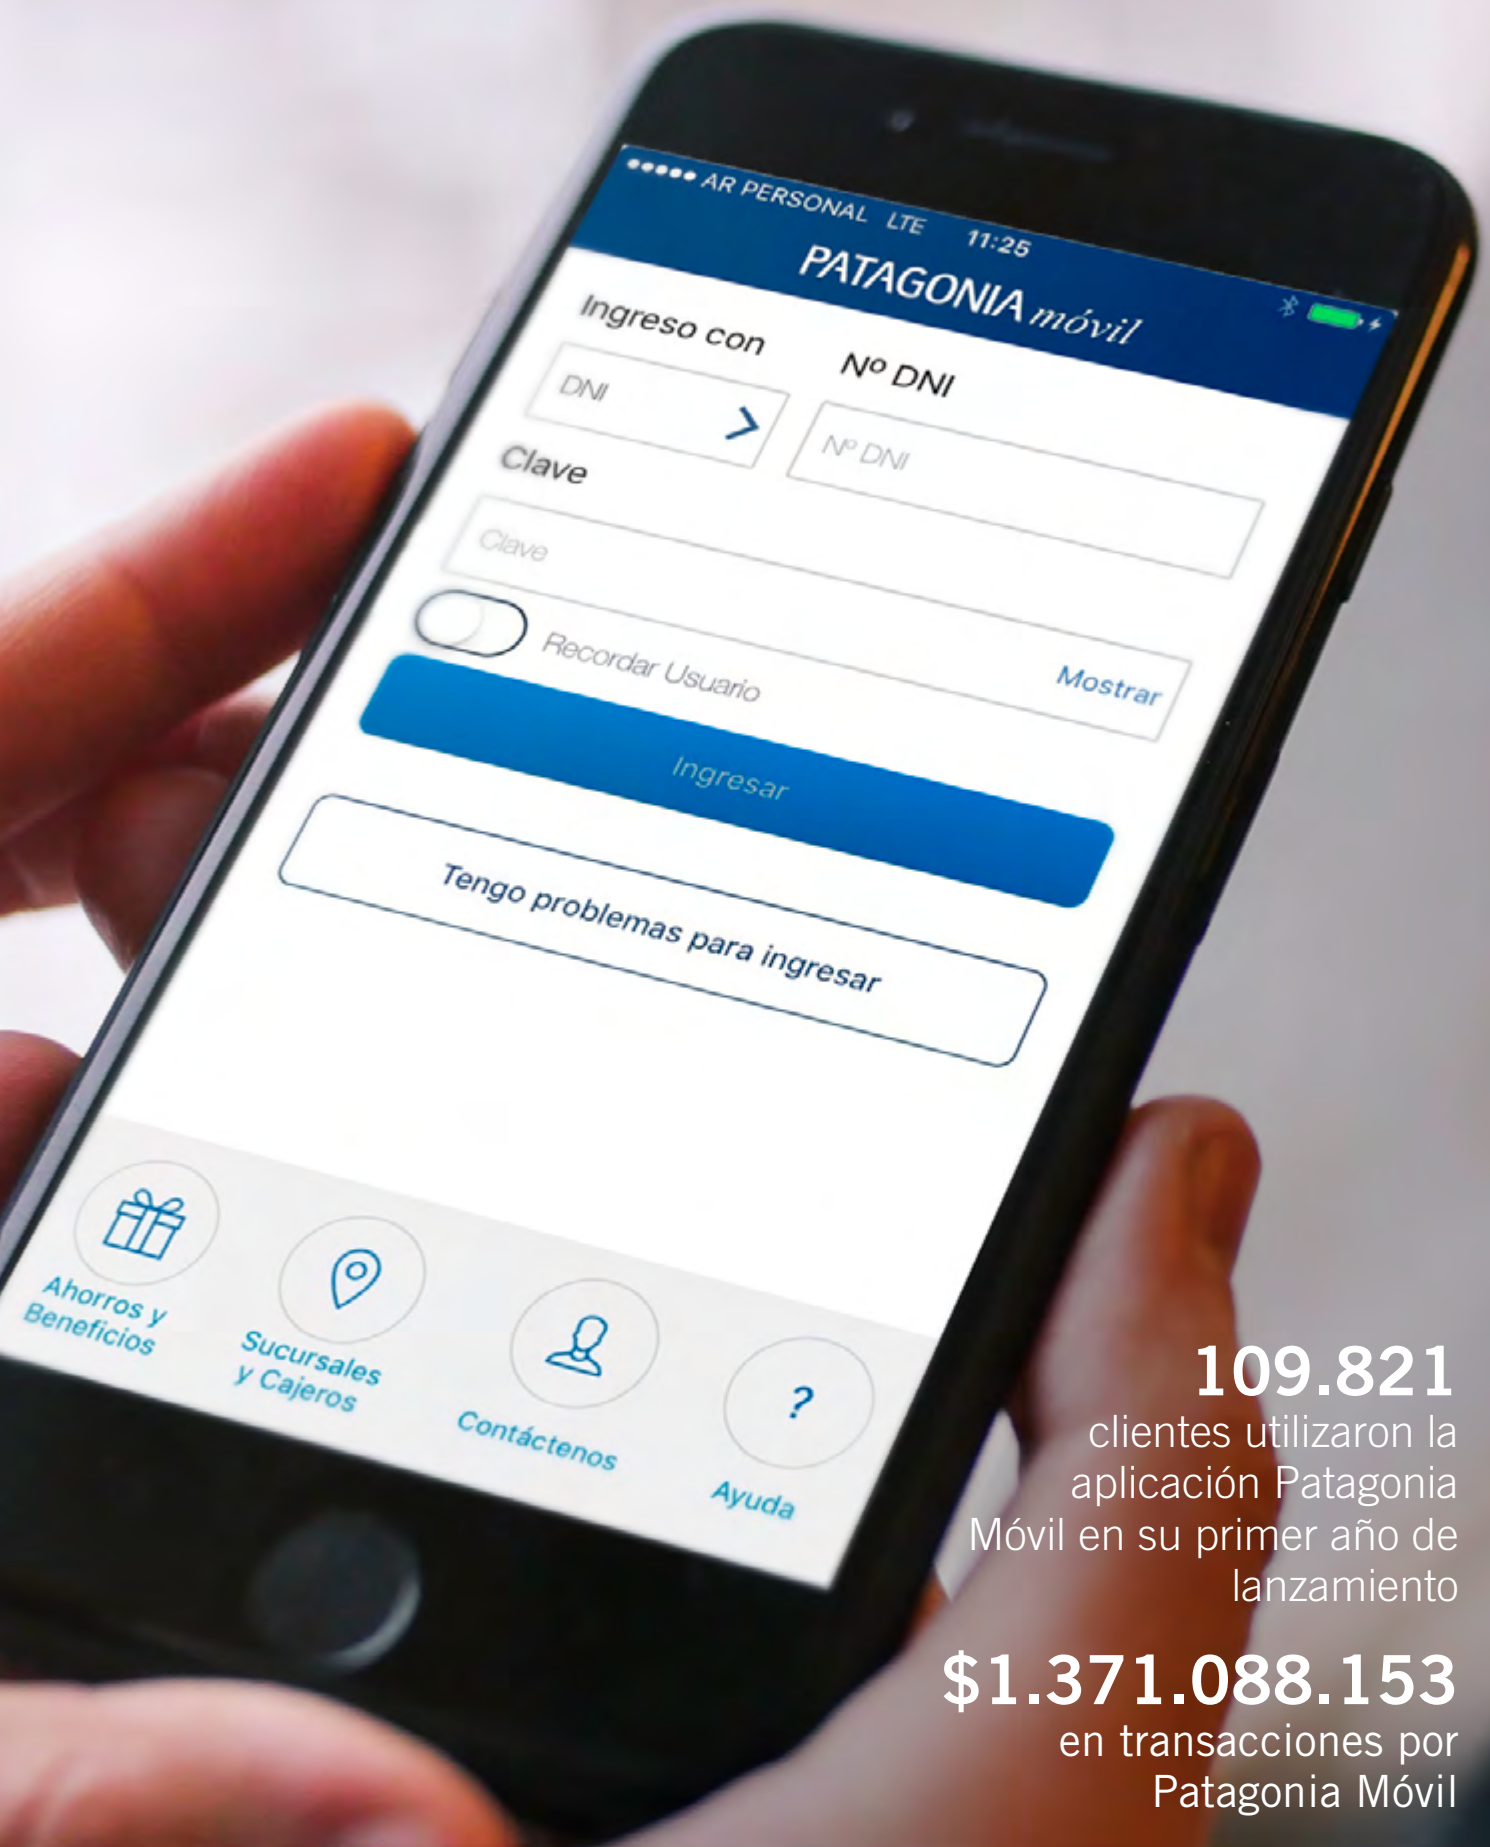 AR PERSONAL LTE 11:25
PATAGONIA móvil
Ingreso con
Nº DNI
DNI
Nº DNI
Clave
Clave
Mostrar
Recordar Usuario
Ingresar
Tengo problemas para ingresar
Ahorros y
Beneficios
Sucursales
y Cajeros
Contáctenos
?
Ayuda
109.821
clientes utilizaron la
aplicación Patagonia
Móvil en su primer año de
lanzamiento
$1.371.088.153
en transacciones por
Patagonia Móvil